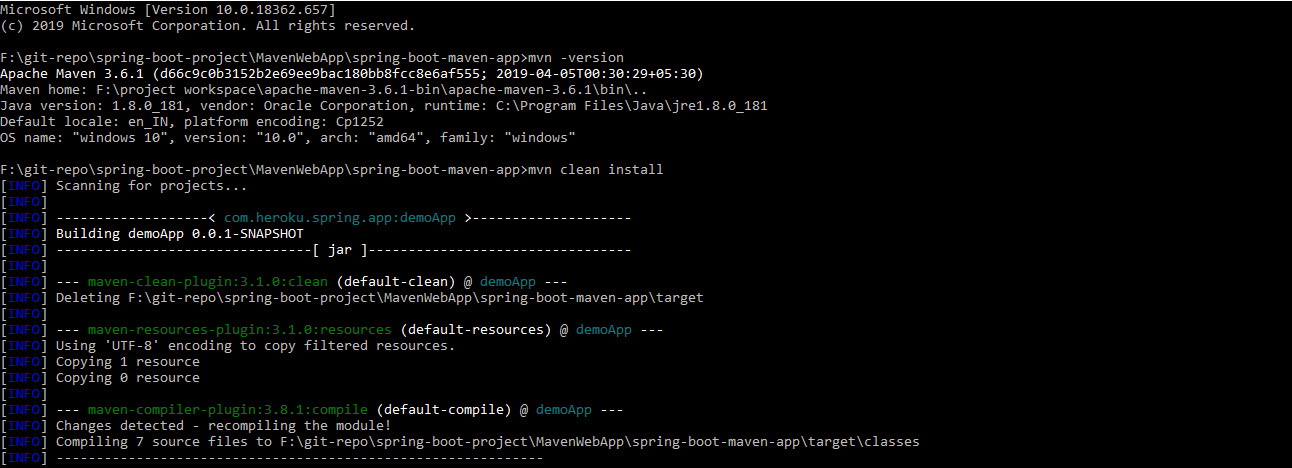 Microsoft Windows [Version 10.0.18362.657]
(c) 2019 Microsoft Corporation. All rights reserved.
F:\git-repo\spring-boot-project\MavenWebApp\spring-boot-maven-app>mvn -version
Apache Maven 3.6.1 (d66c9c0b3152b2e69ee9bac180bb8fcc8e6af555; 2019-04-05T00:30:29+05:30)
Maven home: F:\project workspace\apache-maven-3.6.1-bin\apache-maven-3.6.1\bin\..
Java version: 1.8.0_181, vendor: Oracle Corporation, runtime: C:\Program Files\Java\jre1.8.0_181
Default locale: en_IN, platform encoding: Cp1252
OS name: "windows 10", version: "10.0", arch: "amd64", family: "windows"
F:\git-repo\spring-boot-project\MavenWebApp\spring-boot-maven-app>mvn clean install
[INFO] Scanning for projects...
[INFO]
[INFO] -------------------< com.heroku.spring.app:demoApp >--------------------
[INFO] Building demoApp 0.0.1-SNAPSHOT
[INFO] --------------------------------[ jar ]---------------------------------
[INFO]
[INFO] --- maven-clean-plugin:3.1.0:clean (default-clean) @ demoApp ---
[INFO] Deleting F:\git-repo\spring-boot-project\MavenWebApp\spring-boot-maven-app\target
[INFO]
[INFO] --- maven-resources-plugin:3.1.0:resources (default-resources) @ demoApp ---
[INFO] Using 'UTF-8' encoding to copy filtered resources.
[INFO] Copying 1 resource
[INFO] Copying 0 resource
[INFO]
[INFO] --- maven-compiler-plugin:3.8.1:compile (default-compile) @ demoApp ---
[INFO] Changes detected - recompiling the module!
[INFO] Compiling 7 source files to F:\git-repo\spring-boot-project\MavenWebApp\spring-boot-maven-app\target\classes
[INFO] -------------------------------------------------------------